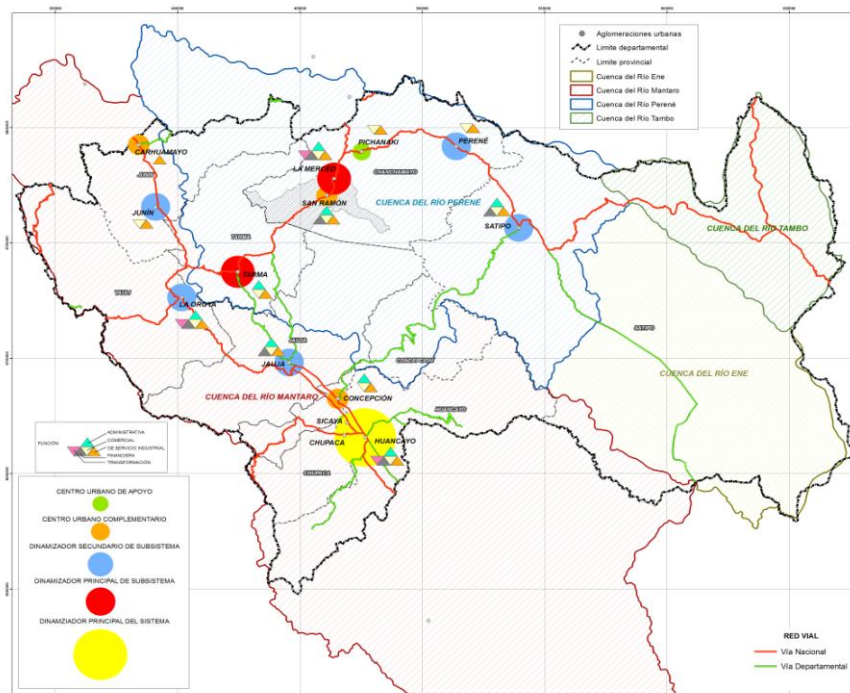 Aglomeraciones urbanas
Limite departamental
Limite provincial
Cuenca del Río Ene
Cuenca del Río Mantaro
Cuenca del Río Perené
Cuenca del Río Tambo
CARHUAMAYO
JUNIN
JUNÍN
LA MERCED
PICHANAKI
PERENÉ
CHANCHAMAYO
SAN RAMÓN
CUENCA DEL RÍO PERENÉ
SATIPO
CUENCA DEL RÍO TAMBO
TARMA
TARMA
YAULI
LA OROYA
SATIPO
JAUJA
JAUJA
CONCEPCION
CUENCA DEL RÍO ENE
CUENCA DEL RÍO MANTARO
CONCEPCIÓN
SICAYA
HUANCAYO
CHUPACA
HUANCAYO
CHUPACA
FUNCIÓN
ADMINISTRATIVA
COMERCIAL
DE SERVICIO INDUSTRIAL
FINANCIERA
TRANSFORMACIÓN
CENTRO URBANO DE APOYO
CENTRO URBANO COMPLEMENTARIO
DINAMIZADOR SECUNDARIO DE SUBSISTEMA
DINAMIZADOR PRINCIPAL DE SUBSISTEMA
DINAMZIADOR PRINCIPAL DEL SISTEMA
RED VIAL
Vía Nacional
Vía Departamental